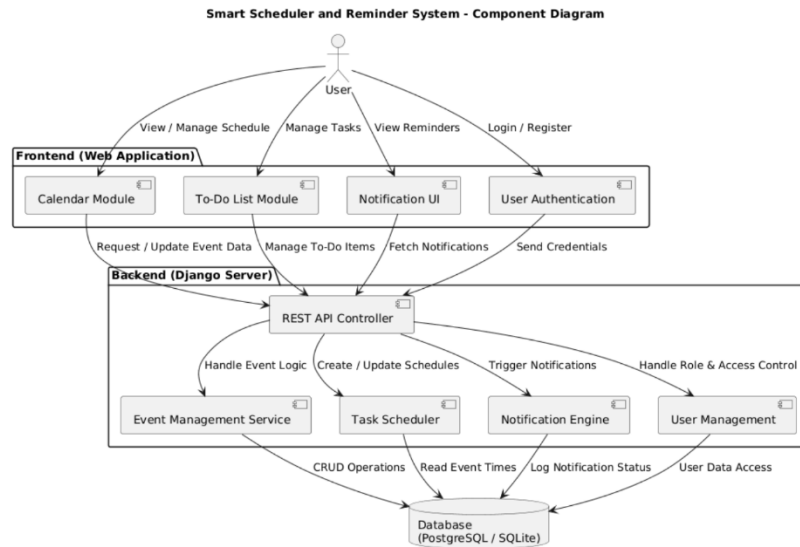 Smart Scheduler and Reminder System - Component Diagram
User
View / Manage Schedule
Manage Tasks
View Reminders
Login / Register
Frontend (Web Application)
Calendar Module
To-Do List Module
Notification UI
User Authentication
Request / Update Event Data
Manage To-Do Items
Fetch Notifications
Send Credentials
Backend (Django Server)
REST API Controller
Handle Event Logic
Create / Update Schedules
Trigger Notifications
Handle Role & Access Control
Event Management Service
Task Scheduler
Notification Engine
User Management
CRUD Operations
Read Event Times
Log Notification Status
User Data Access
Database
(PostgreSQL / SQLite)